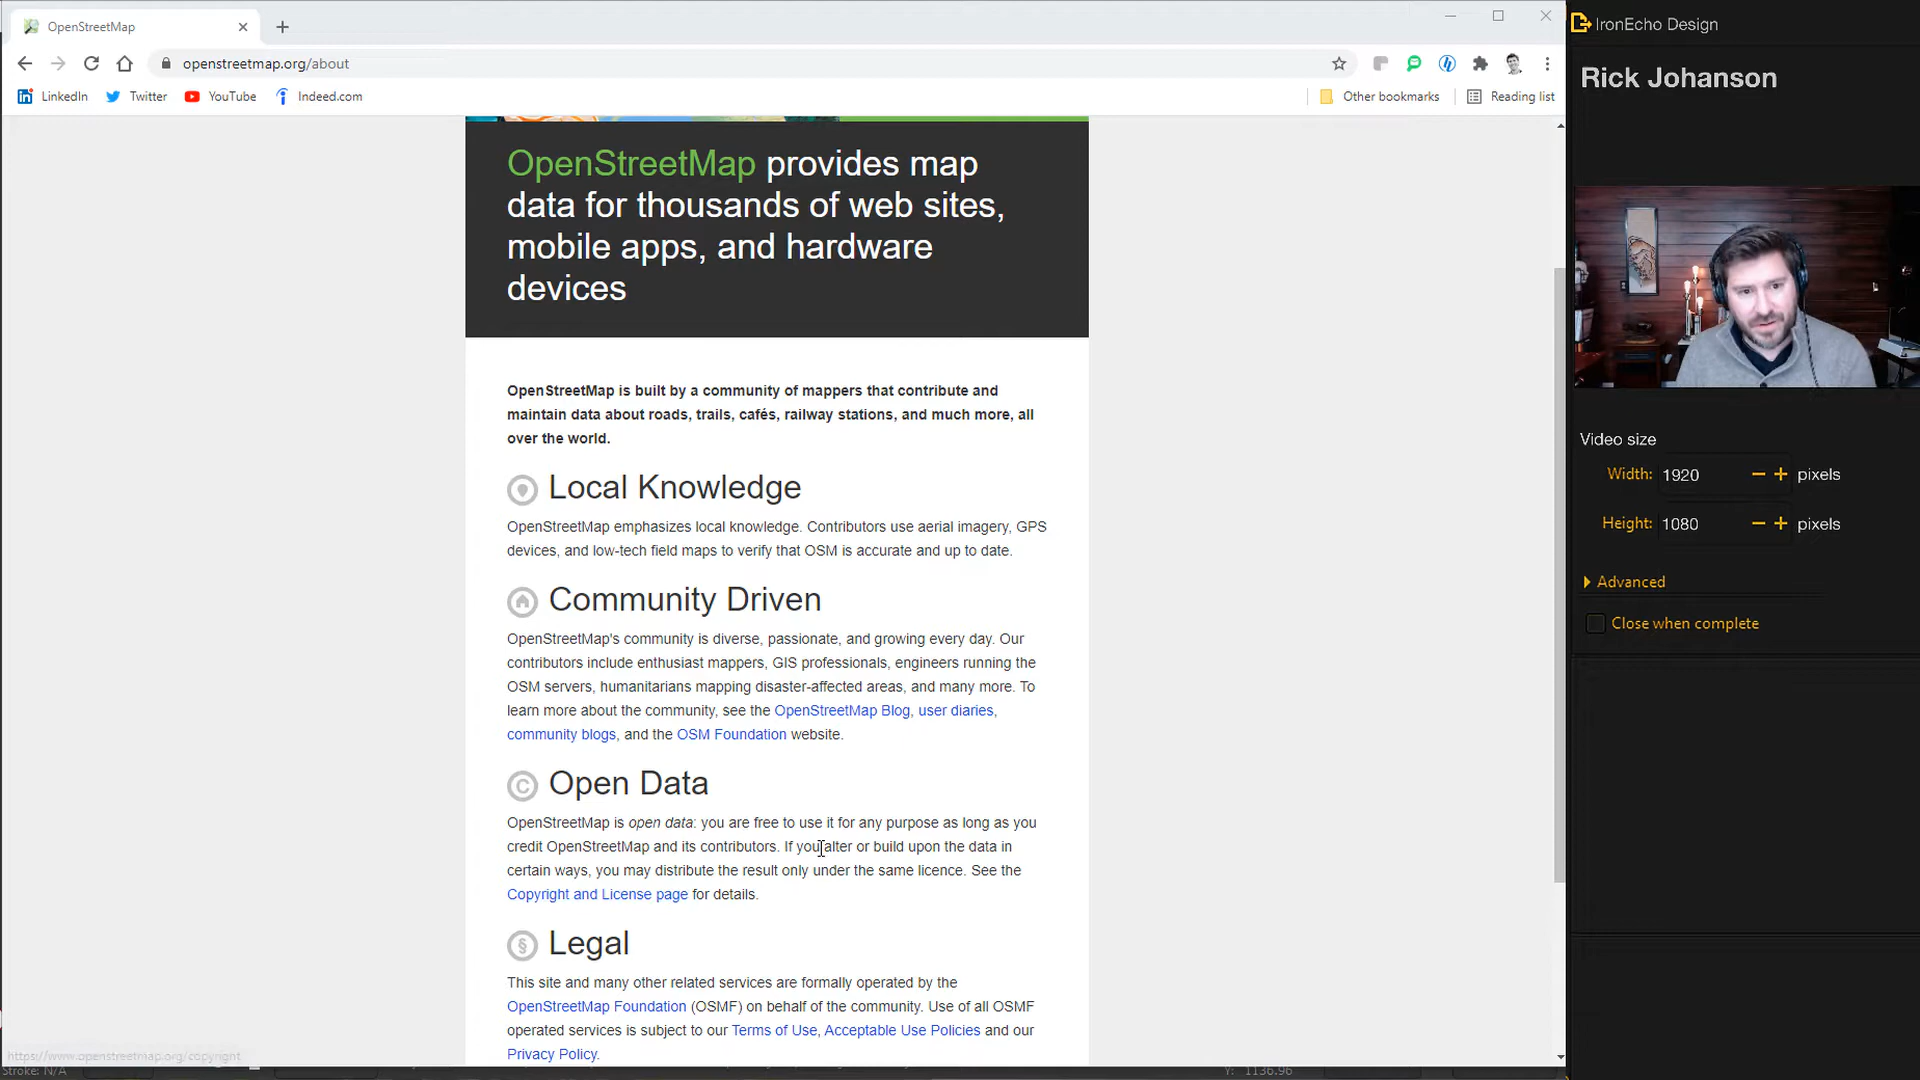 OpenStreetMap
openstreetmap.org/about
LinkedIn Twitter YouTube Indeed.com Other bookmarks Reading list
OpenStreetMap provides map
data for thousands of web sites,
mobile apps, and hardware
devices
OpenStreetMap is built by a community of mappers that contribute and
maintain data about roads, trails, cafés, railway stations, and much more, all
over the world.
Local Knowledge
OpenStreetMap emphasizes local knowledge. Contributors use aerial imagery, GPS
devices, and low-tech field maps to verify that OSM is accurate and up to date.
Community Driven
OpenStreetMap's community is diverse, passionate, and growing every day. Our
contributors include enthusiast mappers, GIS professionals, engineers running the
OSM servers, humanitarians mapping disaster-affected areas, and many more. To
learn more about the community, see the OpenStreetMap Blog, user diaries,
community blogs, and the OSM Foundation website.
C Open Data
OpenStreetMap is open data: you are free to use it for any purpose as long as you
credit OpenStreetMap and its contributors. If you alter or build upon the data in
certain ways, you may distribute the result only under the same licence. See the
Copyright and License page for details.
§ Legal
This site and many other related services are formally operated by the
OpenStreetMap Foundation (OSMF) on behalf of the community. Use of all OSMF
operated services is subject to our Terms of Use, Acceptable Use Policies and our
Privacy Policy.
https://www.openstreetmap.org/copyright
Stroke: N/A
Y: 1136.96
IronEcho Design
Rick Johanson
Video size
Width: 1920 − + pixels
Height: 1080 − + pixels
Advanced
Close when complete